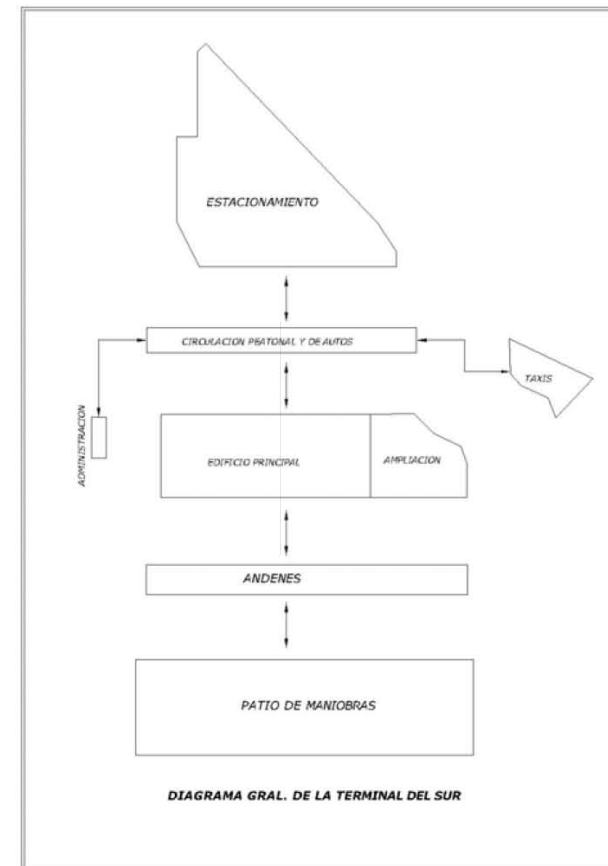 ESTACIONAMIENTO
CIRCULACION PEATONAL Y DE AUTOS
TAXIS
ADMINISTRACION
EDIFICIO PRINCIPAL
AMPLIACION
ANDENES
PATIO DE MANIOBRAS
DIAGRAMA GRAL. DE LA TERMINAL DEL SUR